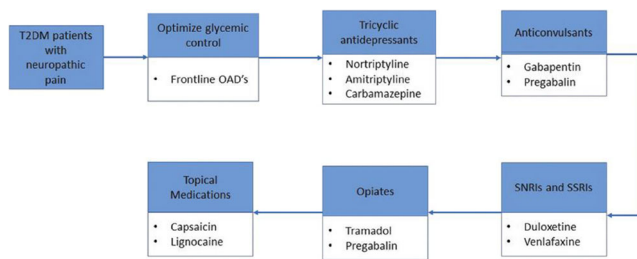 T2DM patients
with
neuropathic
pain
Optimize glycemic
control
• Frontline OAD's
Tricyclic
antidepressants
• Nortriptyline
• Amitriptyline
• Carbamazepine
Anticonvulsants
• Gabapentin
• Pregabalin
SNRIs and SSRIs
• Duloxetine
• Venlafaxine
Opiates
• Tramadol
• Pregabalin
Topical
Medications
• Capsaicin
• Lignocaine